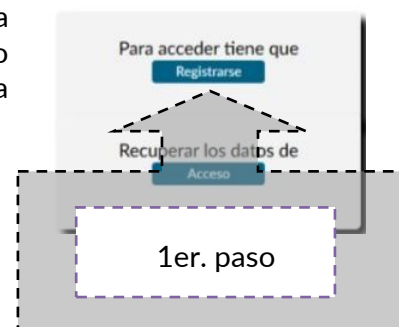 a
o
a
Para acceder tiene que
Registrarse
Recuperar los datos de
Acceso
1er. paso